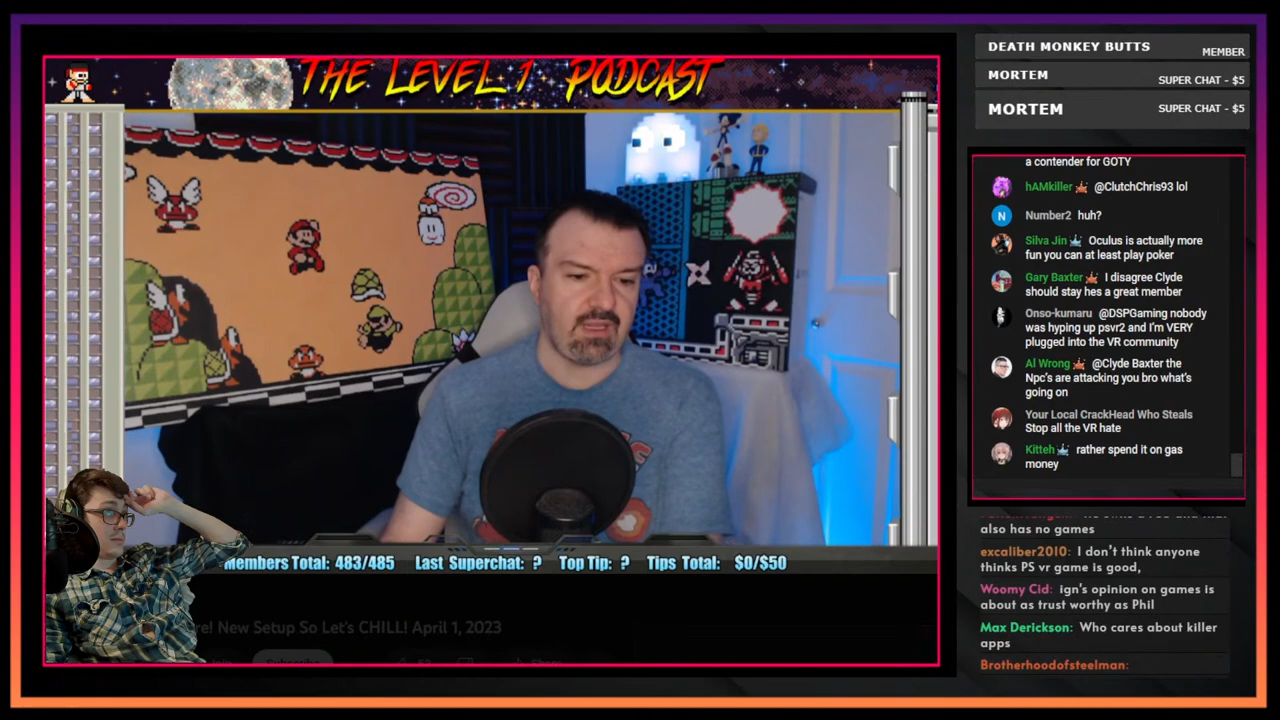 THE LEVEL 1 PODCAST
Members Total: 483/485 Last Superchat: ? Top Tip: ? Tips Total: $0/$50
New Setup So Let's CHILL! April 1, 2023
Join Subscribe 52 Share
DEATH MONKEY BUTTS MEMBER
MORTEM SUPER CHAT - $5
MORTEM SUPER CHAT - $5
a contender for GOTY
hAMkiller @ClutchChris93 lol
N Number2 huh?
Silva Jin Oculus is actually more
fun you can at least play poker
Gary Baxter I disagree Clyde
should stay hes a great member
Onso-kumaru @DSPGaming nobody
was hyping up psvr2 and I'm VERY
plugged into the VR community
Al Wrong @Clyde Baxter the
Npc's are attacking you bro what's
going on
Your Local CrackHead Who Steals
Stop all the VR hate
Kitteh rather spend it on gas
money
also has no games
excaliber2010: I don't think anyone
thinks PS vr game is good,
Woomy Cld: ign's opinion on games is
about as trust worthy as Phil
Max Derickson: Who cares about killer
apps
Brotherhoodofsteelman: